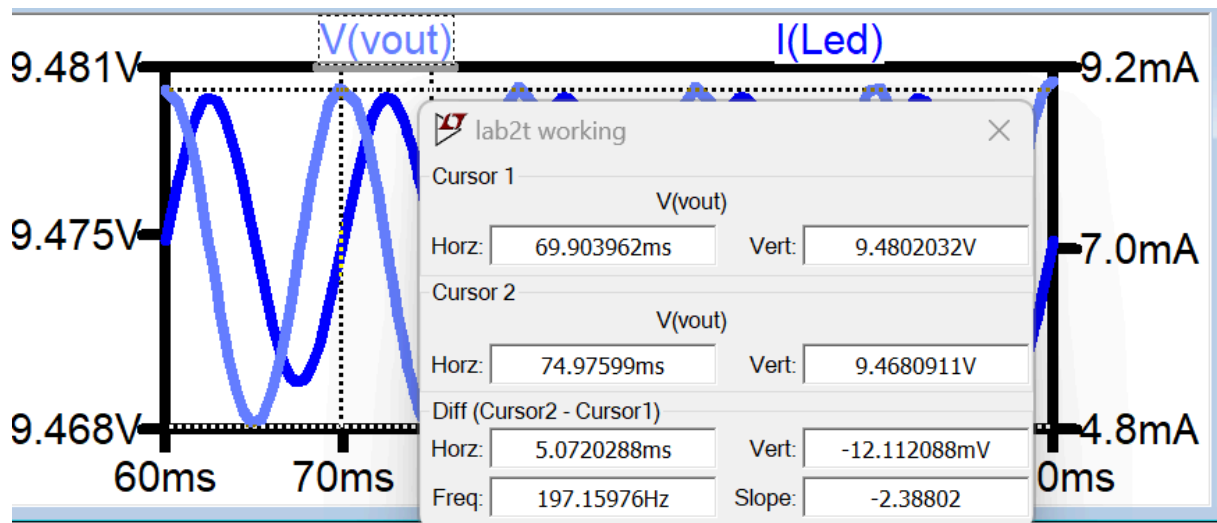 V(vout) I(Led)
9.481V 9.2mA
lab2t working
Cursor 1
V(vout)
Horz: 69.903962ms Vert: 9.4802032V
9.475V 7.0mA
Cursor 2
V(vout)
Horz: 74.97599ms Vert: 9.4680911V
Diff (Cursor2 - Cursor1)
9.468V 4.8mA
Horz: 5.0720288ms Vert: -12.112088mV
60ms 70ms 0ms
Freq: 197.15976Hz Slope: -2.38802